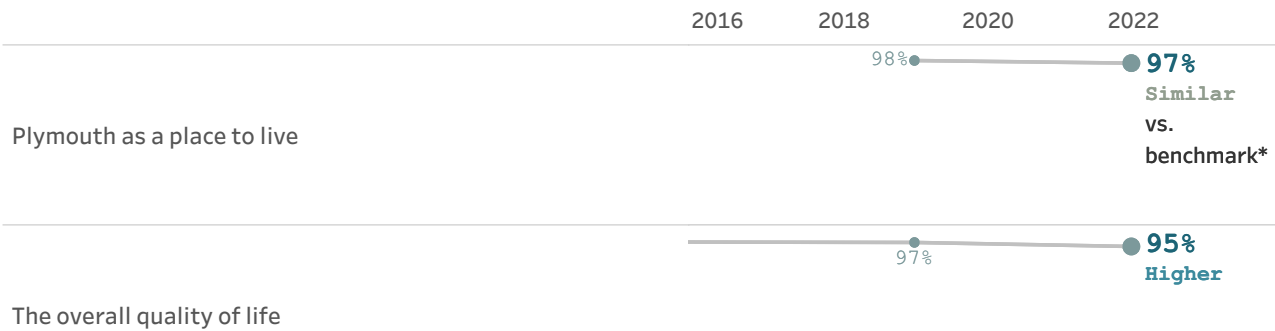 2016 2018 2020 2022
98% 97%
Similar
Plymouth as a place to live
vs.
benchmark*
95%
97%
Higher
The overall quality of life